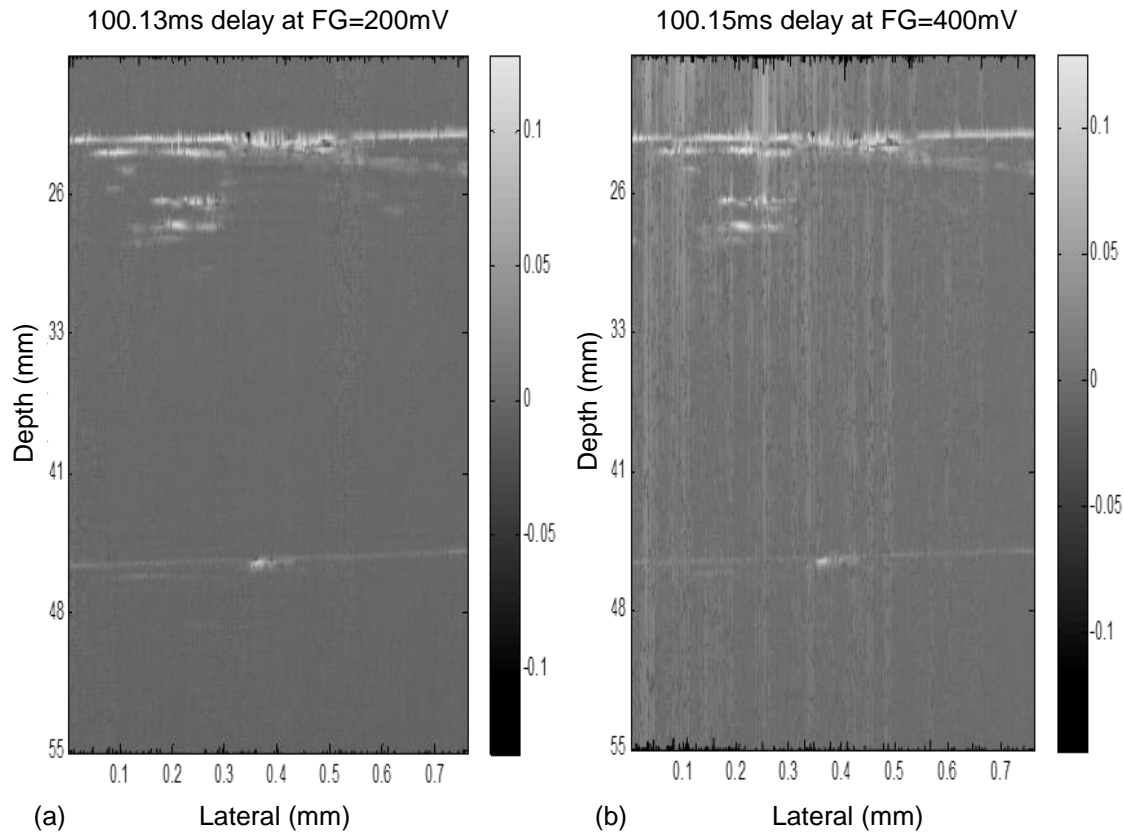 100.13ms delay at FG=200mV
0.1
0.05
0
-0.05
-0.1
26
33
41
48
55
Depth (mm)
0.1 0.2 0.3 0.4 0.5 0.6 0.7
(a) Lateral (mm)
100.15ms delay at FG=400mV
0.1
0.05
0
-0.05
-0.1
26
33
41
48
55
Depth (mm)
0.1 0.2 0.3 0.4 0.5 0.6 0.7
(b) Lateral (mm)